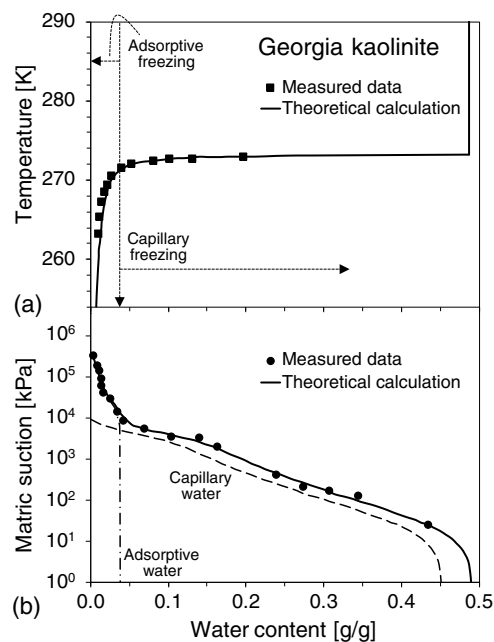 290
280
270
260
Temperature [K]
Adsorptive
freezing
Georgia kaolinite
Measured data
Theoretical calculation
Capillary
freezing
(a)
10⁶
10⁵
10⁴
10³
10²
10¹
10⁰
Matric suction [kPa]
Measured data
Theoretical calculation
Capillary
water
Adsorptive
water
(b)
0.0 0.1 0.2 0.3 0.4 0.5
Water content [g/g]